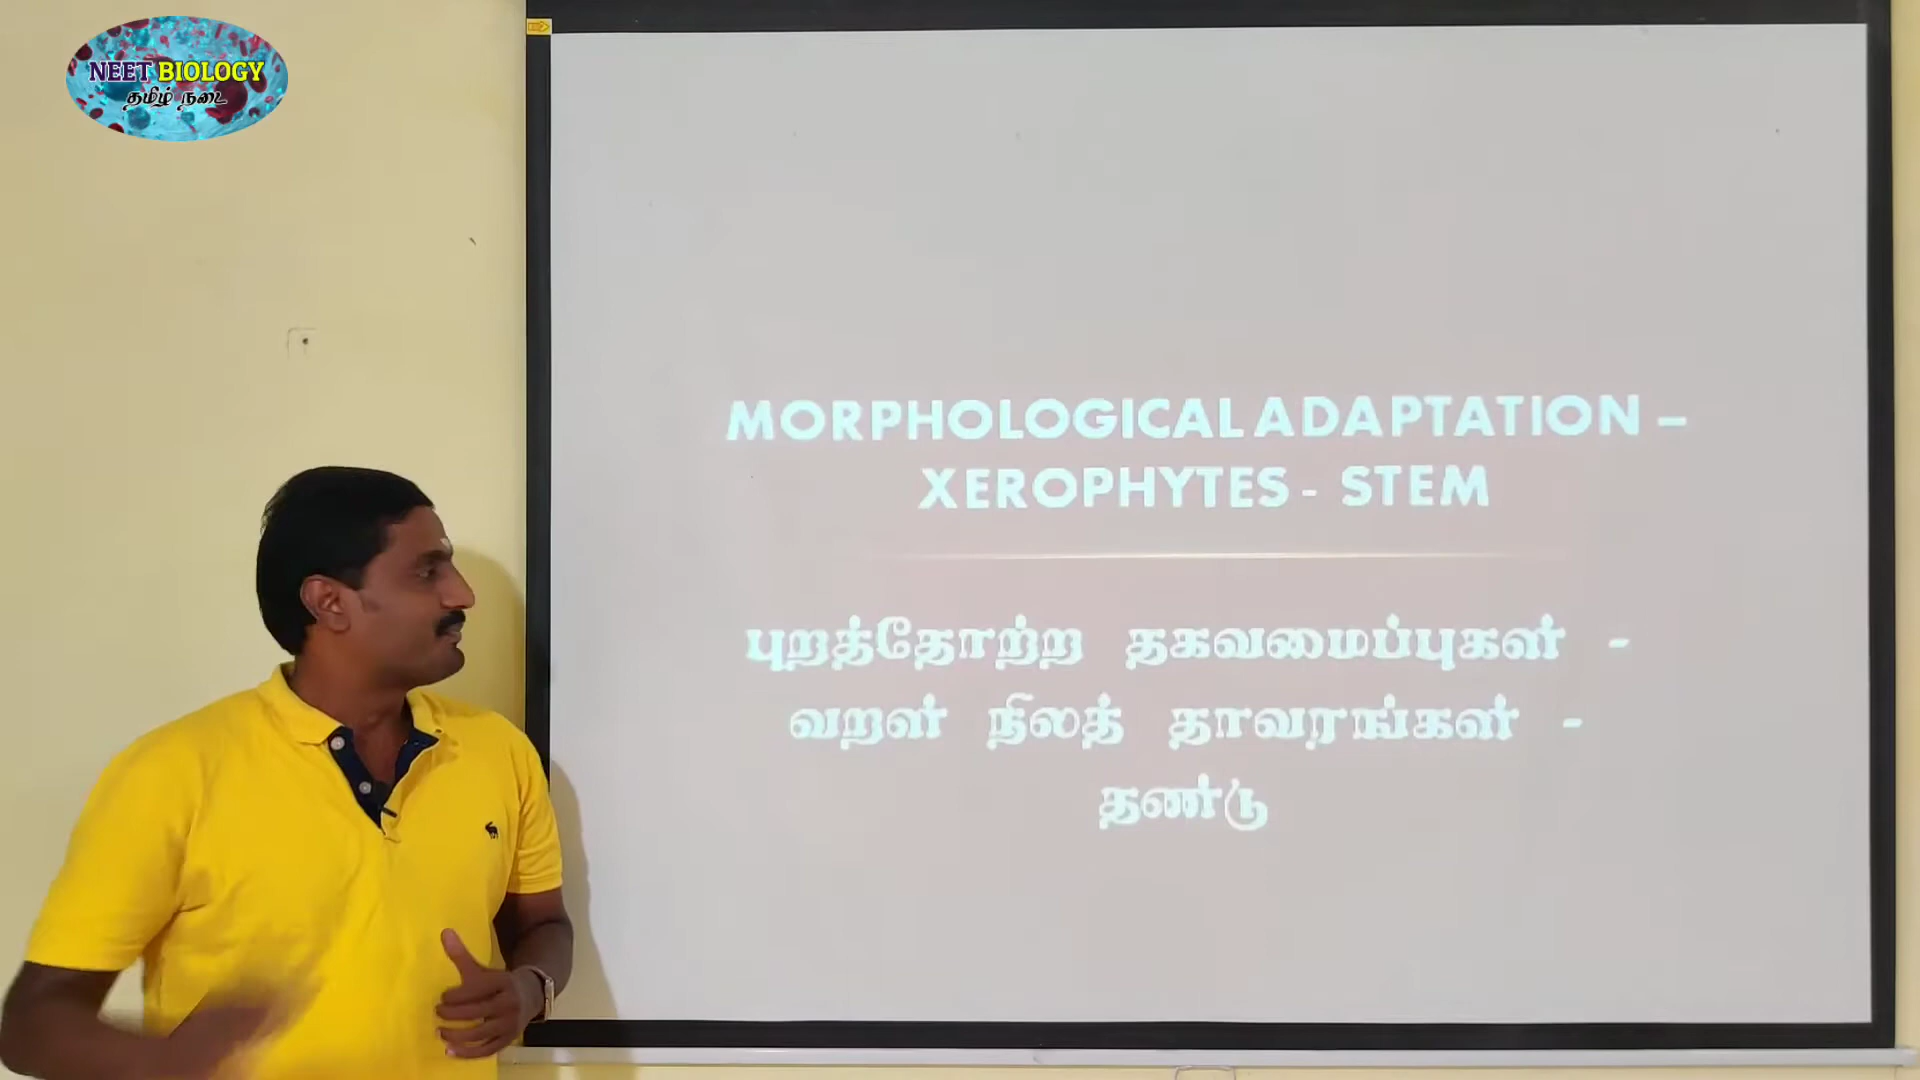 NEET BIOLOGY
தமிழ் நடை
MORPHOLOGICAL ADAPTATION –
XEROPHYTES - STEM
புறத்தோற்ற தகவமைப்புகள் -
வறள் நிலத் தாவரங்கள் -
தண்டு